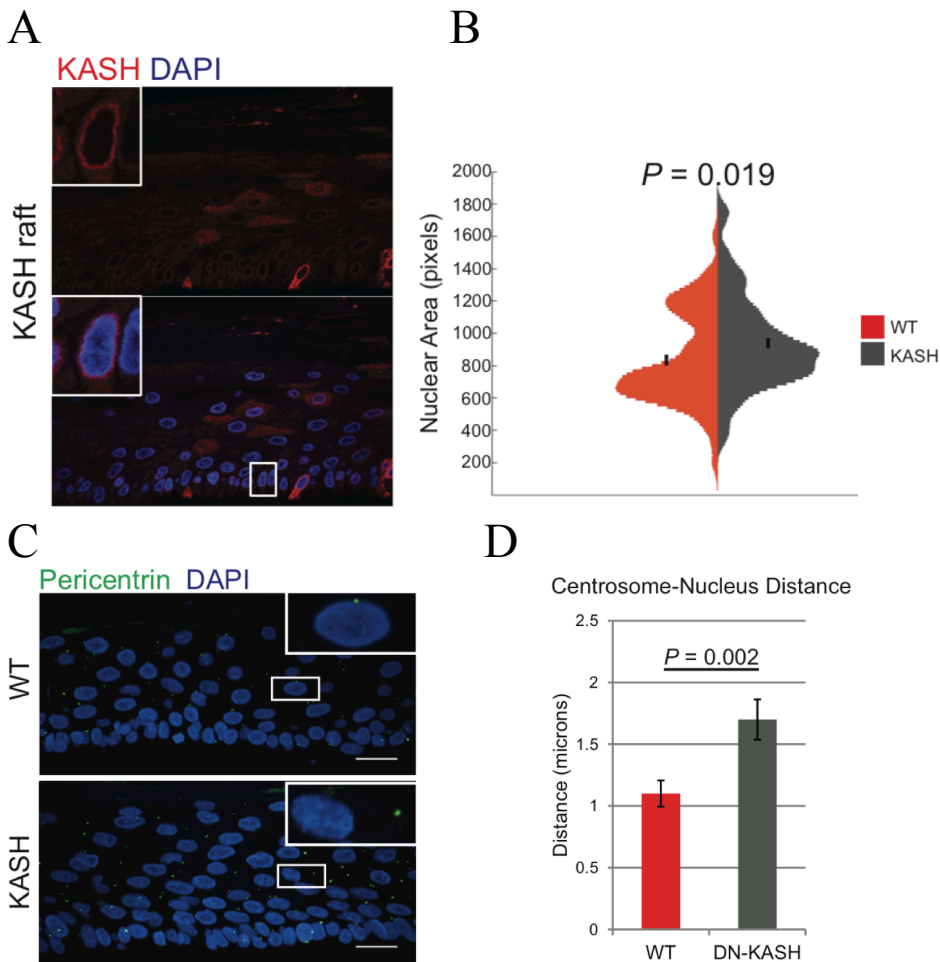 A
KASH DAPI
KASH raft
B
P = 0.019
Nuclear Area (pixels)
2000
1800
1600
1400
1200
1000
800
600
400
200
WT
KASH
C
Pericentrin DAPI
WT
KASH
D
Centrosome-Nucleus Distance
P = 0.002
Distance (microns)
2.5
2
1.5
1
0.5
0
WT
DN-KASH